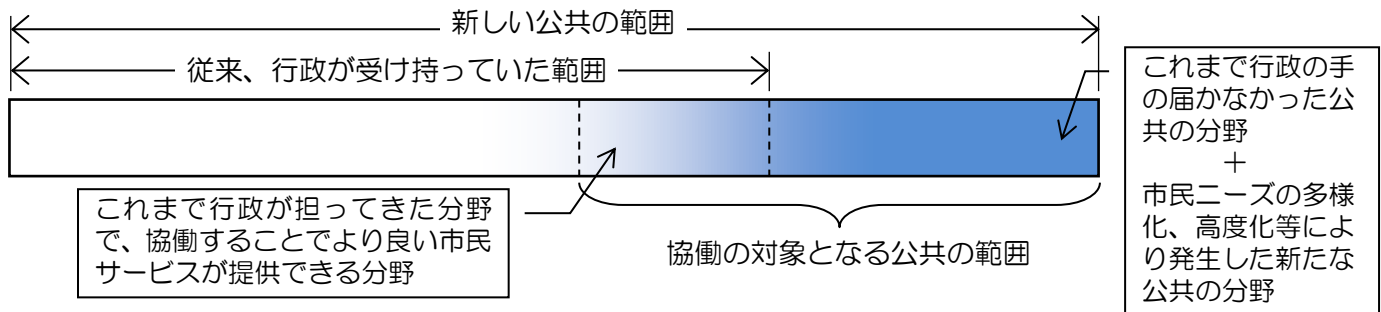 新しい公共の範囲
従来、行政が受け持っていた範囲
これまで行政の手
の届かなかった公
共の分野
＋
市民ニーズの多様
化、高度化等によ
り発生した新たな
公共の分野
これまで行政が担ってきた分野
で、協働することでより良い市民
サービスが提供できる分野
協働の対象となる公共の範囲